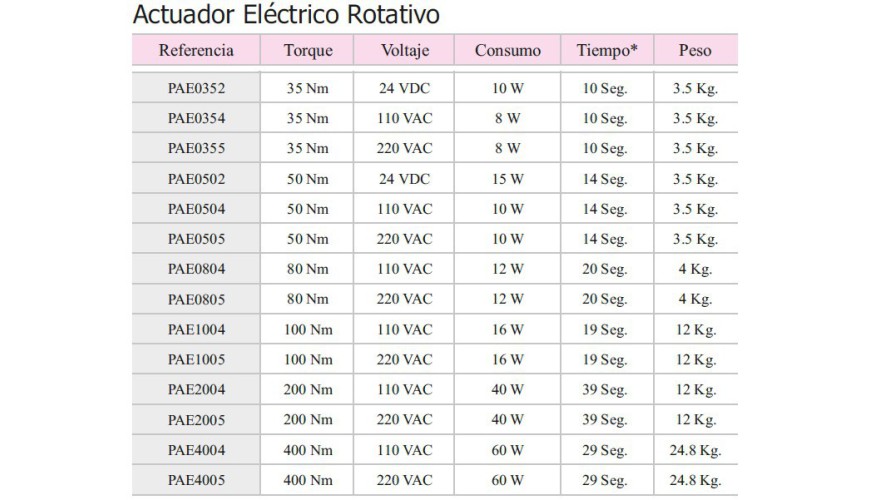 Actuador Eléctrico Rotativo
Referencia Torque Voltaje Consumo Tiempo* Peso
PAE0352 35 Nm 24 VDC 10 W 10 Seg. 3.5 Kg.
PAE0354 35 Nm 110 VAC 8 W 10 Seg. 3.5 Kg.
PAE0355 35 Nm 220 VAC 8 W 10 Seg. 3.5 Kg.
PAE0502 50 Nm 24 VDC 15 W 14 Seg. 3.5 Kg.
PAE0504 50 Nm 110 VAC 10 W 14 Seg. 3.5 Kg.
PAE0505 50 Nm 220 VAC 10 W 14 Seg. 3.5 Kg.
PAE0804 80 Nm 110 VAC 12 W 20 Seg. 4 Kg.
PAE0805 80 Nm 220 VAC 12 W 20 Seg. 4 Kg.
PAE1004 100 Nm 110 VAC 16 W 19 Seg. 12 Kg.
PAE1005 100 Nm 220 VAC 16 W 19 Seg. 12 Kg.
PAE2004 200 Nm 110 VAC 40 W 39 Seg. 12 Kg.
PAE2005 200 Nm 220 VAC 40 W 39 Seg. 12 Kg.
PAE4004 400 Nm 110 VAC 60 W 29 Seg. 24.8 Kg.
PAE4005 400 Nm 220 VAC 60 W 29 Seg. 24.8 Kg.